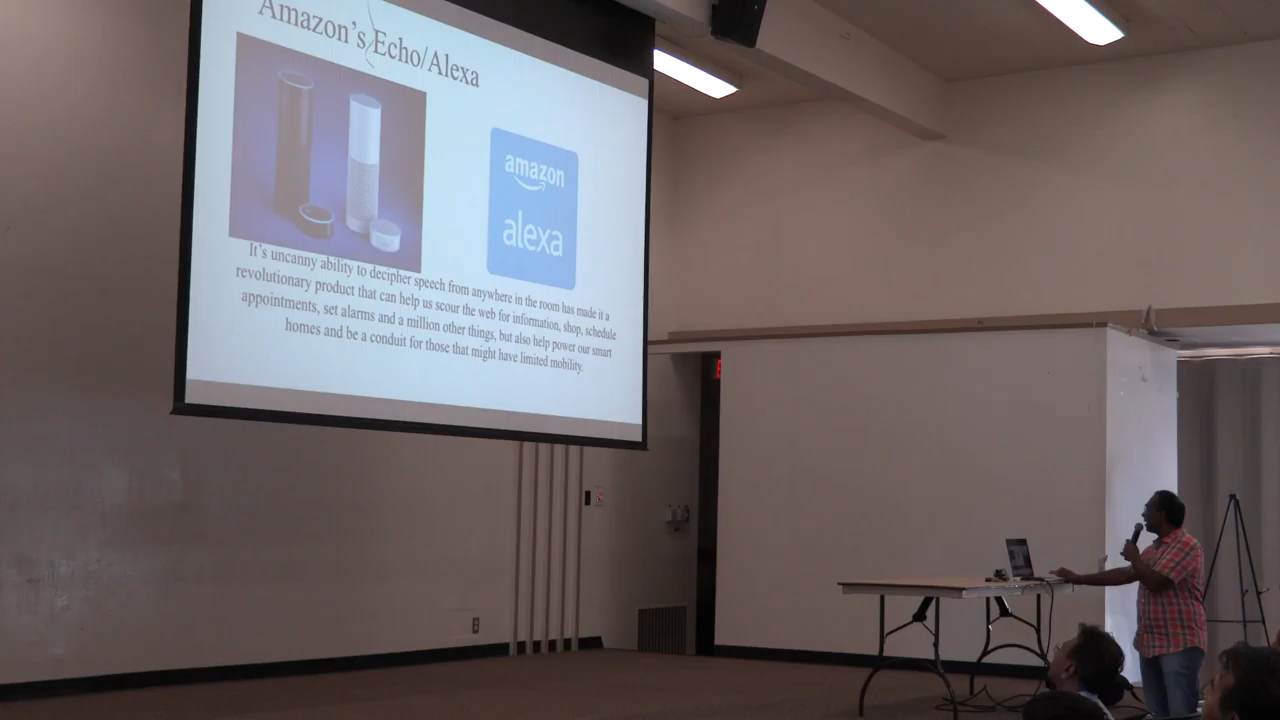 Amazon's Echo/Alexa
amazon
alexa
It's uncanny ability to decipher speech from anywhere in the room has made it a
revolutionary product that can help us scour the web for information, shop, schedule
appointments, set alarms and a million other things, but also help power our smart
homes and be a conduit for those that might have limited mobility.